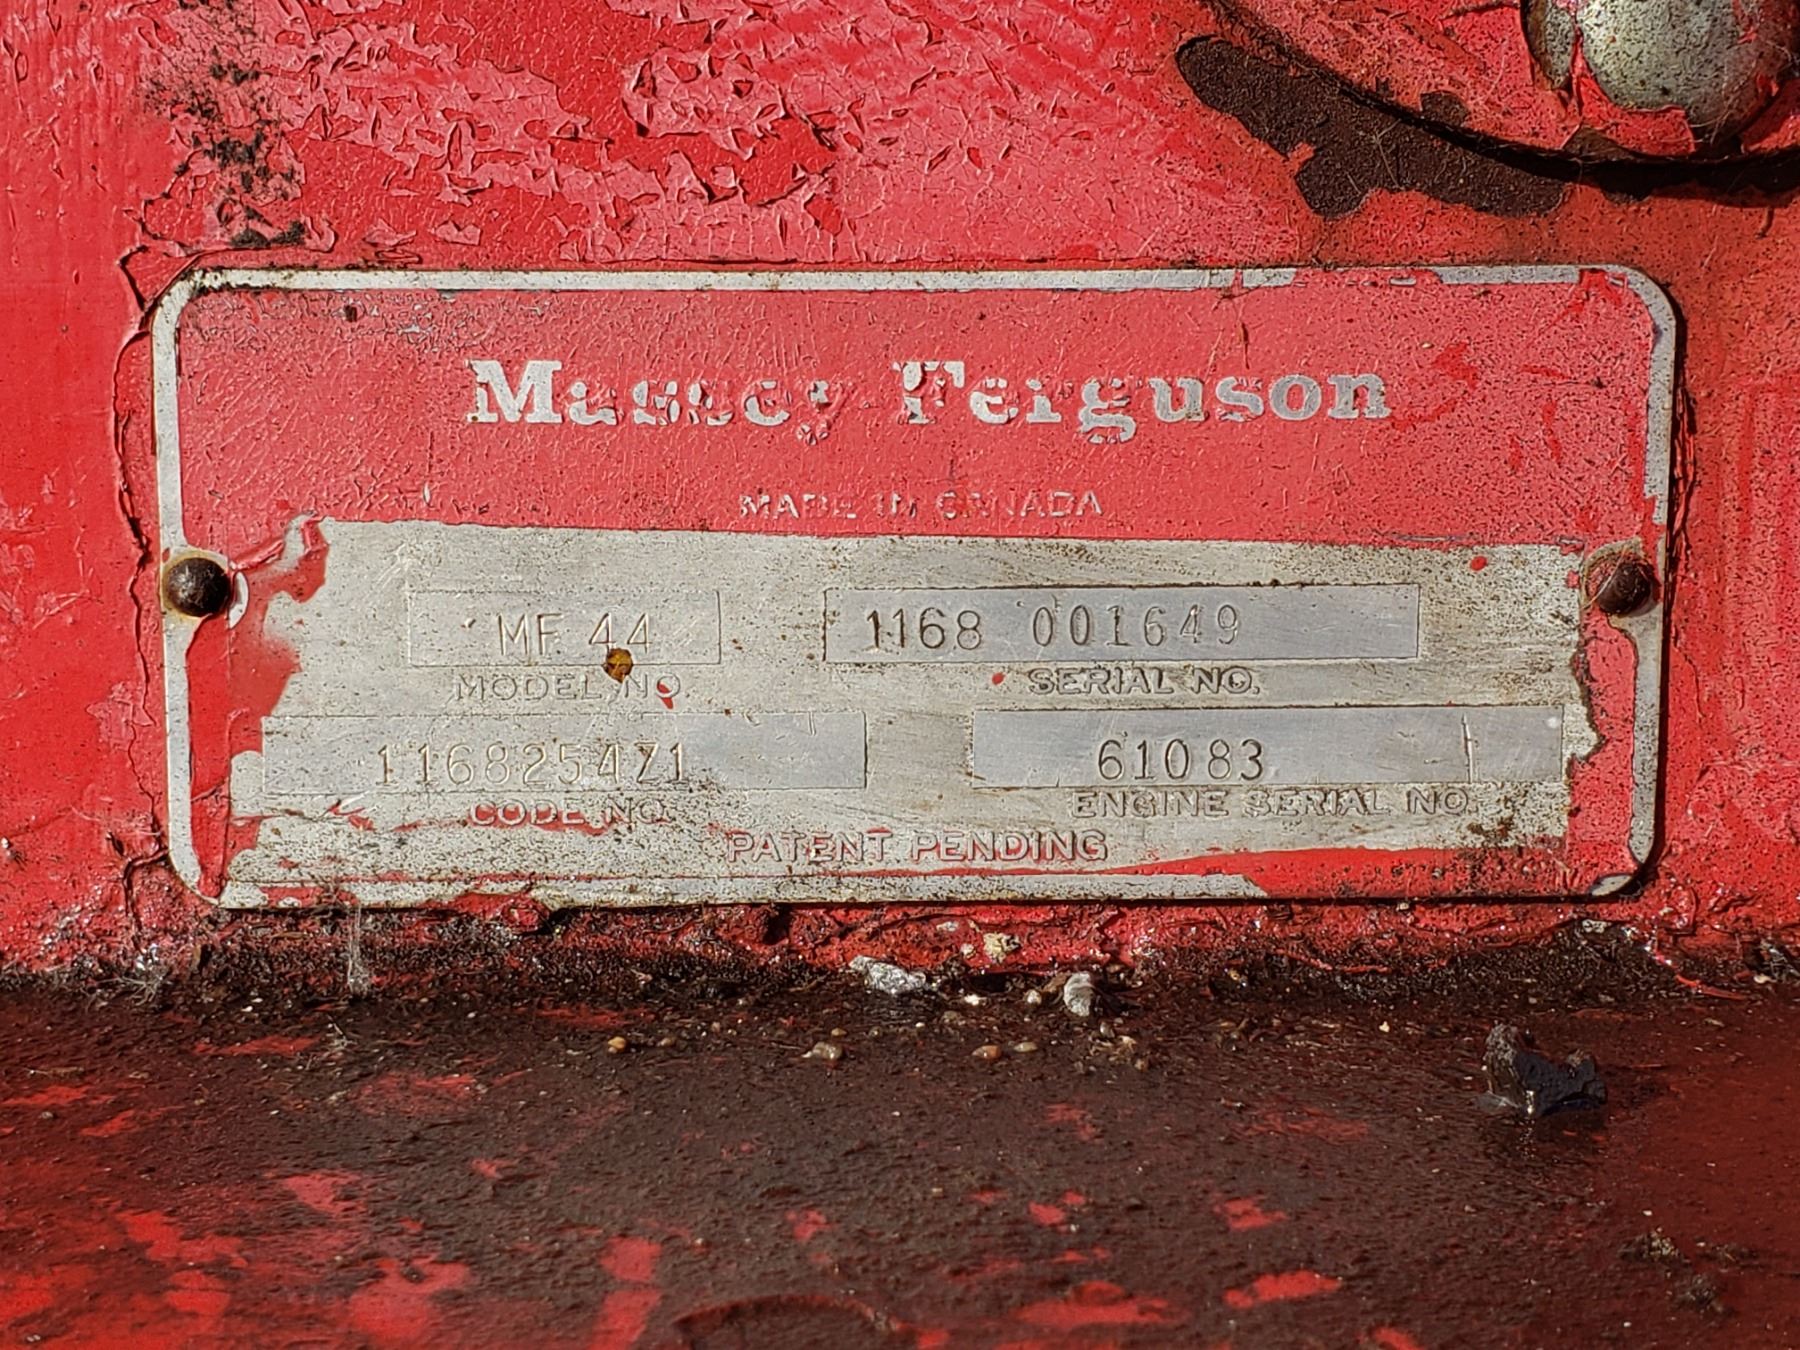 Massey Ferguson
MADE IN CANADA
MF 44 1168 001649
MODEL NO. SERIAL NO.
1168254Z1 61083
CODE NO. ENGINE SERIAL NO.
PATENT PENDING